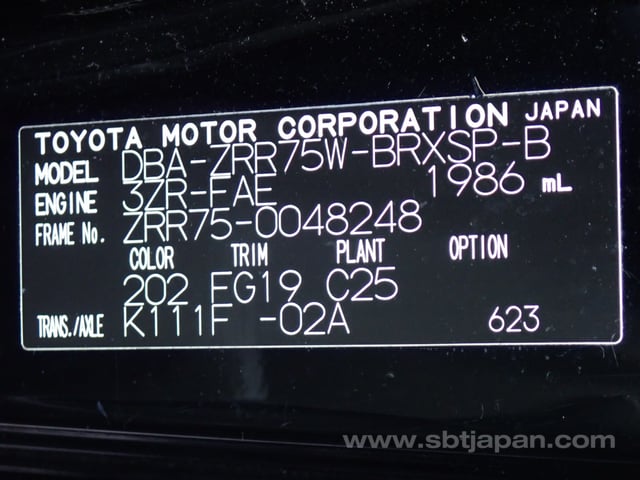 TOYOTA MOTOR CORPORATION JAPAN
MODEL DBA-ZRR75W-BRXSP-B
ENGINE 3ZR-FAE 1986 mL
FRAME No. ZRR75-0048248
COLOR TRIM PLANT OPTION
202 FG19 C25
TRANS./AXLE K111F -02A 623
www.sbtjapan.com